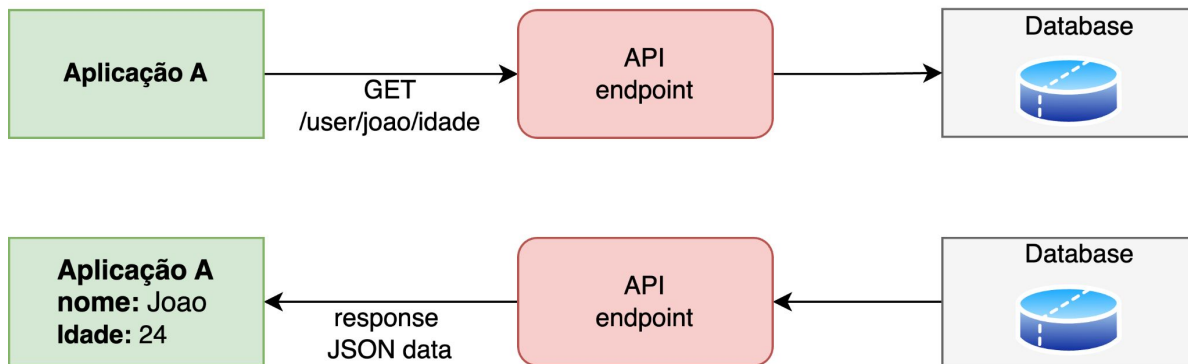 Aplicação A
GET
/user/joao/idade
API
endpoint
Database
Aplicação A
nome: Joao
Idade: 24
response
JSON data
API
endpoint
Database